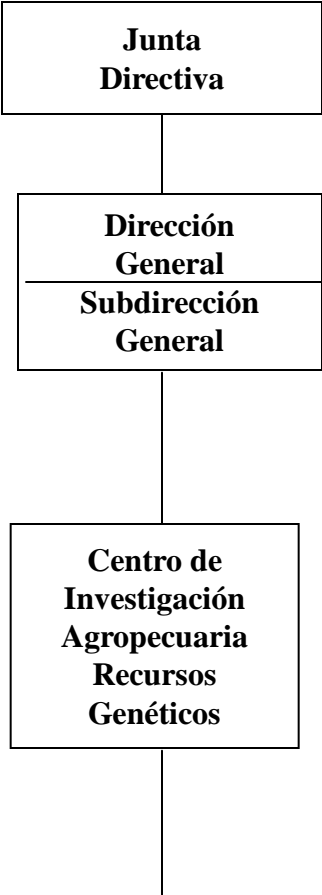 Junta
Directiva
Dirección
General
Subdirección
General
Centro de
Investigación
Agropecuaria
Recursos
Genéticos